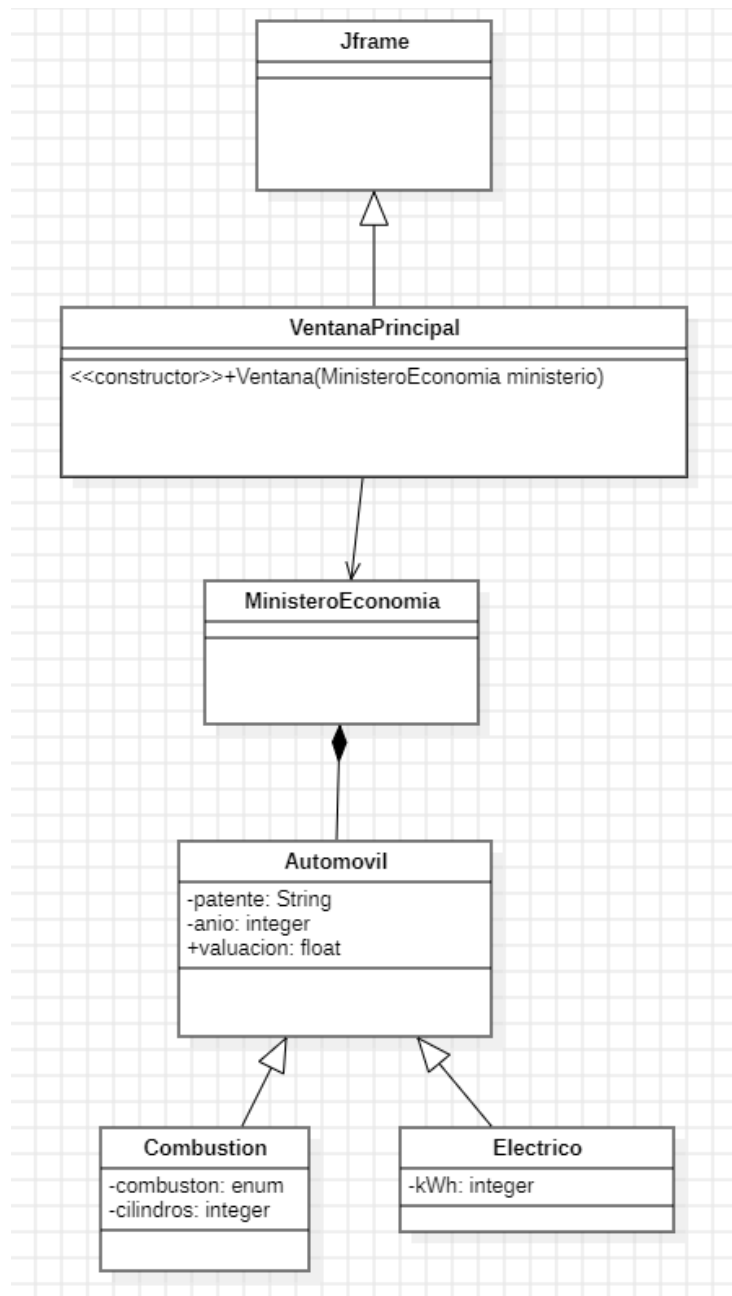 Jframe
VentanaPrincipal
<<constructor>>+Ventana(MinisteroEconomia ministerio)
MinisteroEconomia
Automovil
-patente: String
-anio: integer
+valuacion: float
Combustion
-combuston: enum
-cilindros: integer
Electrico
-kWh: integer